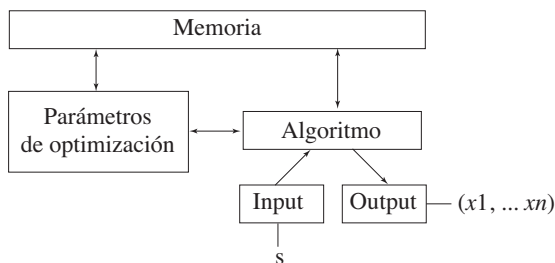 Memoria
Parámetros
de optimización
Algoritmo
Input
Output
(x1, ... xn)
s